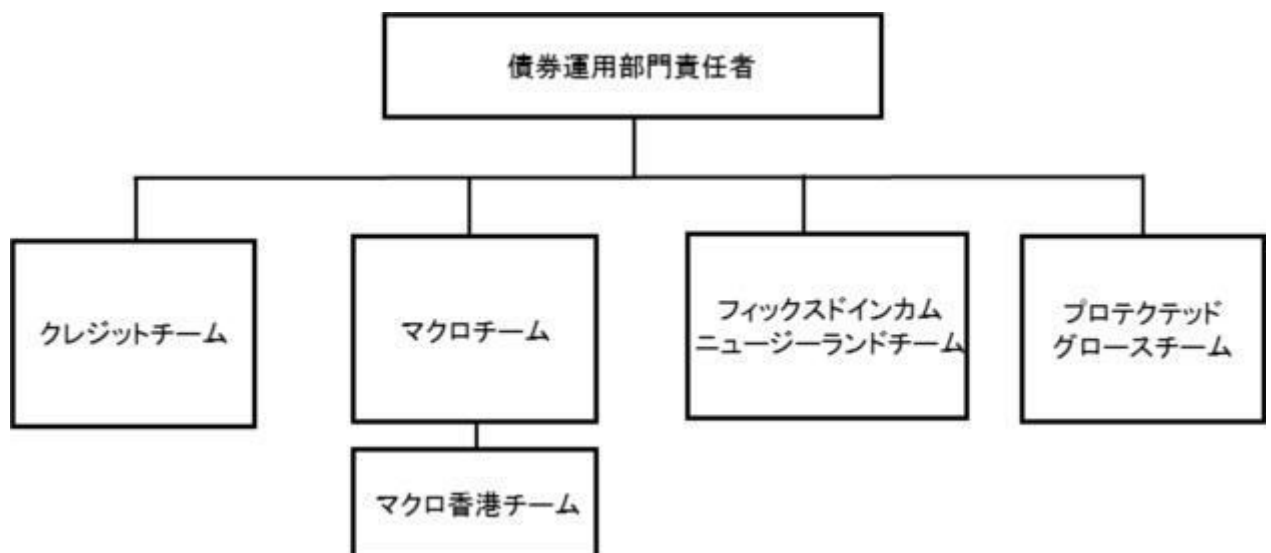 債券運用部門責任者
クレジットチーム
マクロチーム
フィックスドインカム
ニュージーランドチーム
プロテクテッド
グロースチーム
マクロ香港チーム